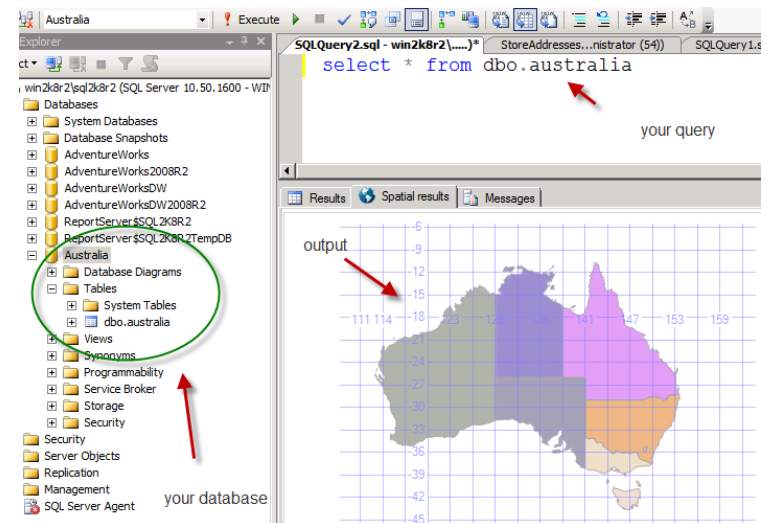 Australia
Execute
Explorer
SQLQuery2.sql - win2k8r2\.....)*
StoreAddresses...nistrator (54))
SQLQuery1.s
ct
win2k8r2\sql2k8r2 (SQL Server 10.50.1600 - WIN
Databases
System Databases
Database Snapshots
AdventureWorks
AdventureWorks2008R2
AdventureWorksDW
AdventureWorksDW2008R2
ReportServer$SQL2K8R2
ReportServer$SQL2K8R2TempDB
Australia
Database Diagrams
Tables
System Tables
dbo.australia
Views
Synonyms
Programmability
Service Broker
Storage
Security
Security
Server Objects
Replication
Management
SQL Server Agent
your database
select * from dbo.australia
your query
Results
Spatial results
Messages
output
-6
-9
-12
-15
111 114 -18 123 129 135 141 147 153 159
-21
-24
-27
-30
-33
-36
-39
-42
-45